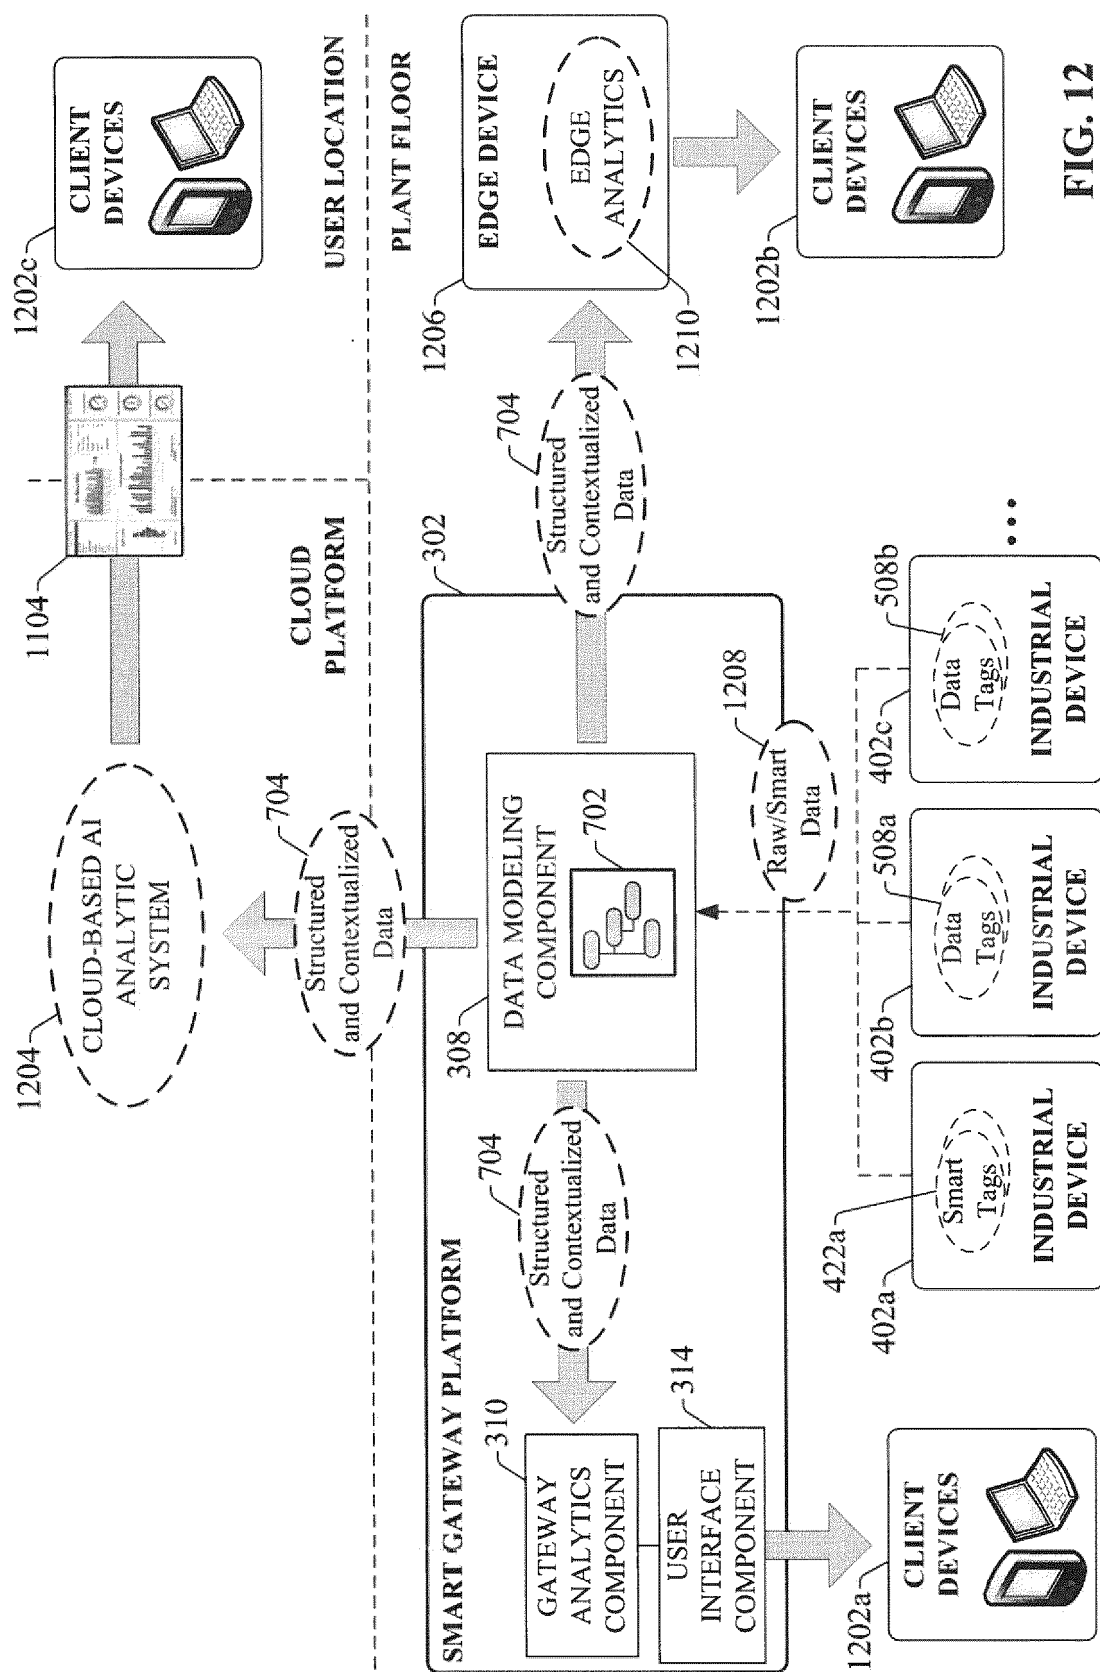 1204
CLOUD-BASED AI
ANALYTIC
SYSTEM
1104
1202c
CLIENT
DEVICES
CLOUD
PLATFORM
USER LOCATION
PLANT FLOOR
704
Structured
and Contextualized
Data
SMART GATEWAY PLATFORM
302
310
GATEWAY
ANALYTICS
COMPONENT
314
USER
INTERFACE
COMPONENT
704
Structured
and Contextualized
Data
308
DATA MODELING
COMPONENT
702
704
Structured
and Contextualized
Data
1206
EDGE DEVICE
EDGE
ANALYTICS
1210
1208
Raw/Smart
Data
1202a
CLIENT
DEVICES
402a
422a
Smart
Tags
INDUSTRIAL
DEVICE
402b
508a
Data
Tags
INDUSTRIAL
DEVICE
402c
508b
Data
Tags
INDUSTRIAL
DEVICE
...
1202b
CLIENT
DEVICES
FIG. 12